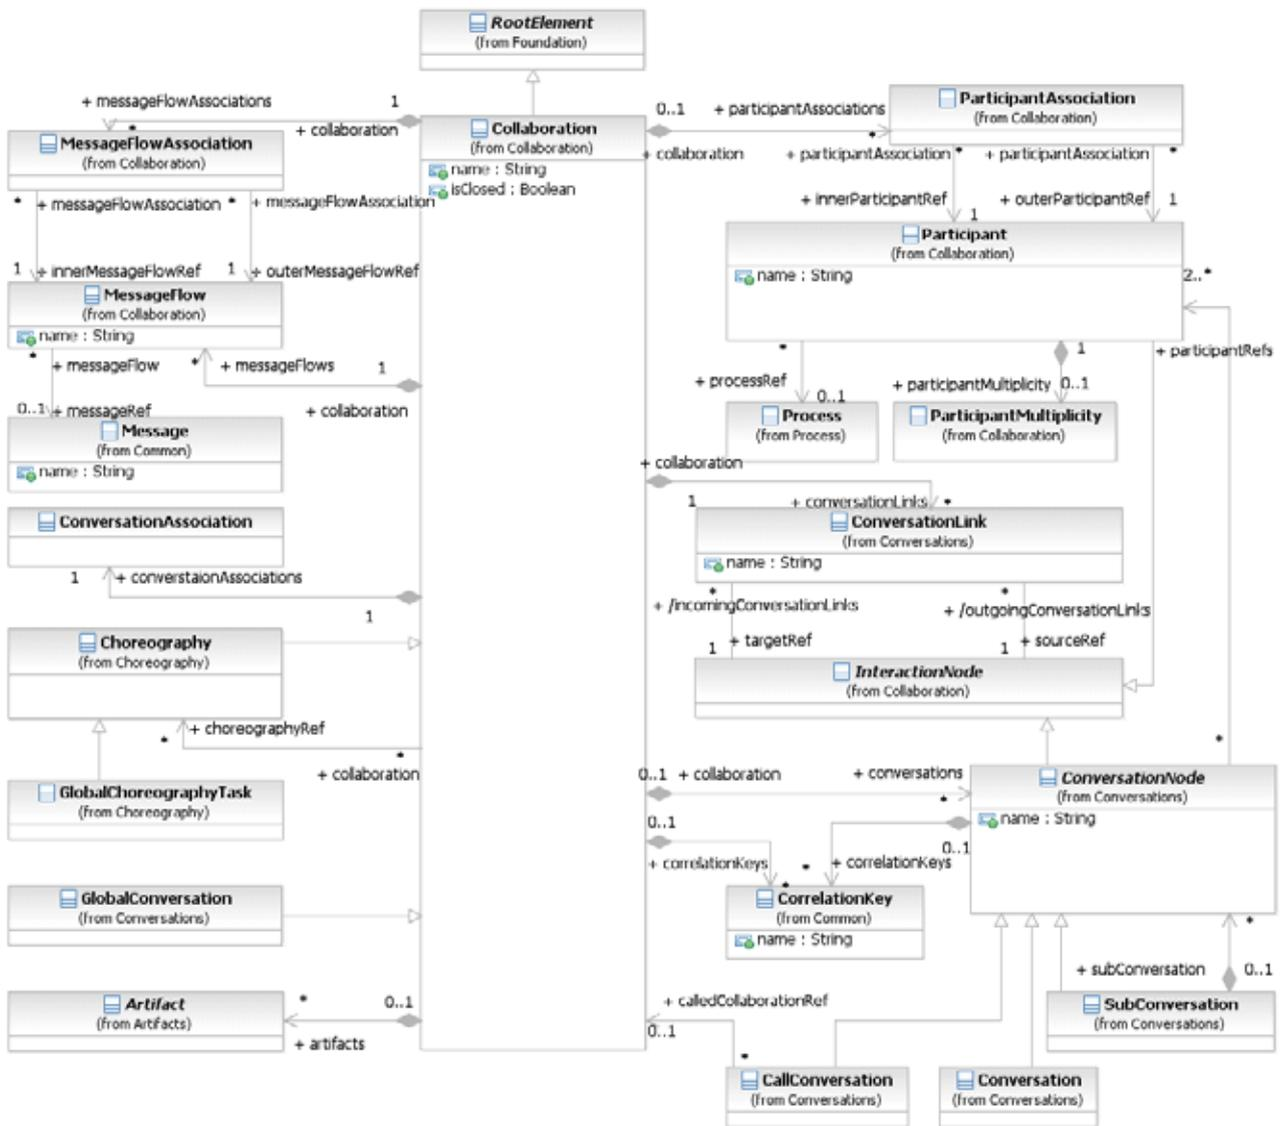 RootElement
(from Foundation)
+ messageFlowAssociations
1
*
+ collaboration
MessageFlowAssociation
(from Collaboration)
* + messageFlowAssociation
* + messageFlowAssociation
1 + innerMessageFlowRef
1 + outerMessageFlowRef
MessageFlow
(from Collaboration)
name : String
* + messageFlow
* + messageFlows
1
+ collaboration
0..1 + messageRef
Message
(from Common)
name : String
ConversationAssociation
1 + converstaionAssociations
1
Choreography
(from Choreography)
+ choreographyRef
*
*
+ collaboration
GlobalChoreographyTask
(from Choreography)
GlobalConversation
(from Conversations)
Artifact
(from Artifacts)
*
0..1
+ artifacts
Collaboration
(from Collaboration)
name : String
isClosed : Boolean
0..1
+ participantAssociations
*
+ collaboration
ParticipantAssociation
(from Collaboration)
+ participantAssociation *
+ participantAssociation *
+ innerParticipantRef
1
+ outerParticipantRef
1
Participant
(from Collaboration)
name : String
2..*
*
+ processRef
0..1
1
+ participantMultiplicity 0..1
+ participantRefs
Process
(from Process)
ParticipantMultiplicity
(from Collaboration)
+ collaboration
1
+ conversationLinks *
ConversationLink
(from Conversations)
name : String
*
+ /incomingConversationLinks
*
+ /outgoingConversationLinks
1
+ targetRef
1
+ sourceRef
InteractionNode
(from Collaboration)
*
0..1 + collaboration
+ conversations
*
ConversationNode
(from Conversations)
name : String
0..1
+ correlationKeys
*
0..1
* + correlationKeys
CorrelationKey
(from Common)
name : String
*
+ subConversation
0..1
SubConversation
(from Conversations)
+ caledCollaborationRef
0..1
*
CallConversation
(from Conversations)
Conversation
(from Conversations)